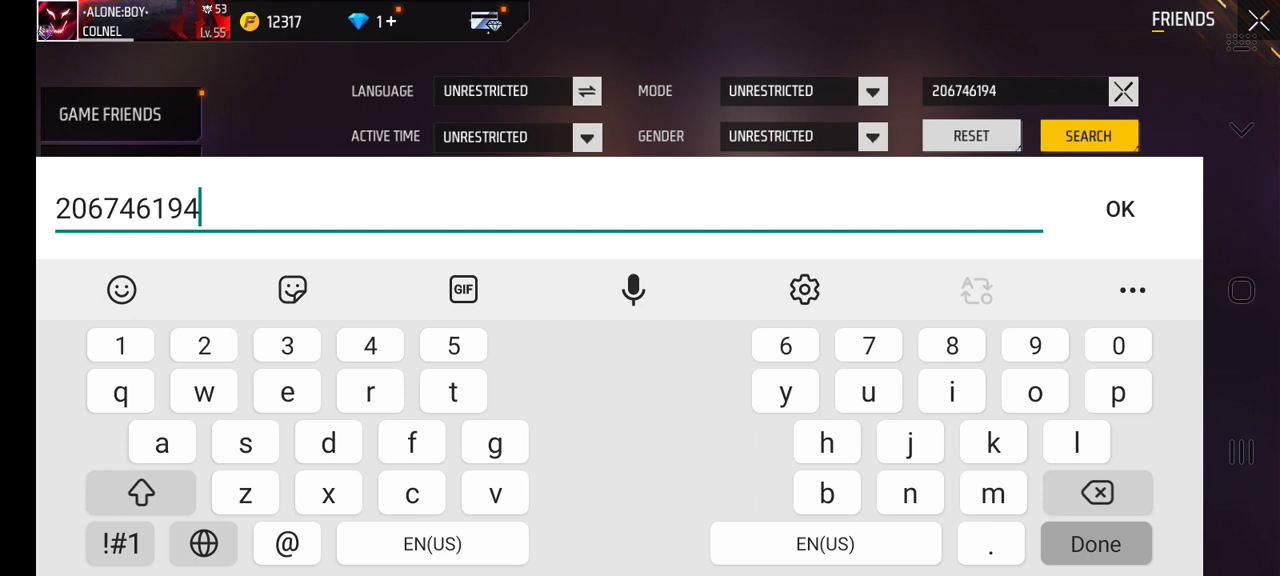 ·ALONE:BOY·
COLNEL
53
Lv.55
12317
1+
FRIENDS
GAME FRIENDS
LANGUAGE UNRESTRICTED MODE UNRESTRICTED 206746194
ACTIVE TIME UNRESTRICTED GENDER UNRESTRICTED RESET SEARCH
206746194 OK
GIF
1 2 3 4 5 6 7 8 9 0
q w e r t y u i o p
a s d f g h j k l
z x c v b n m
!#1 @ EN(US) EN(US) . Done